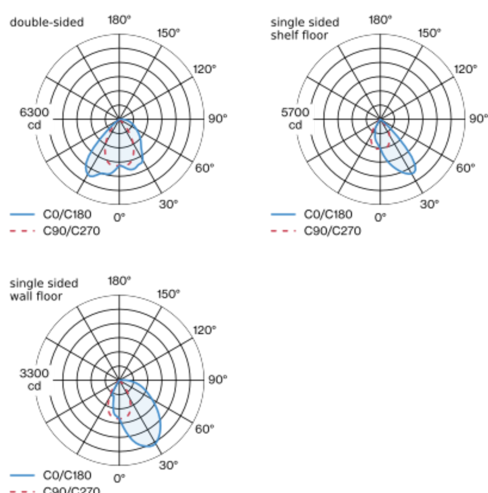 double-sided
180°
150°
120°
90°
60°
30°
0°
6300
cd
C0/C180
C90/C270
single sided
shelf floor
180°
150°
120°
90°
60°
30°
0°
5700
cd
C0/C180
C90/C270
single sided
wall floor
180°
150°
120°
90°
60°
30°
0°
3300
cd
C0/C180
C90/C270